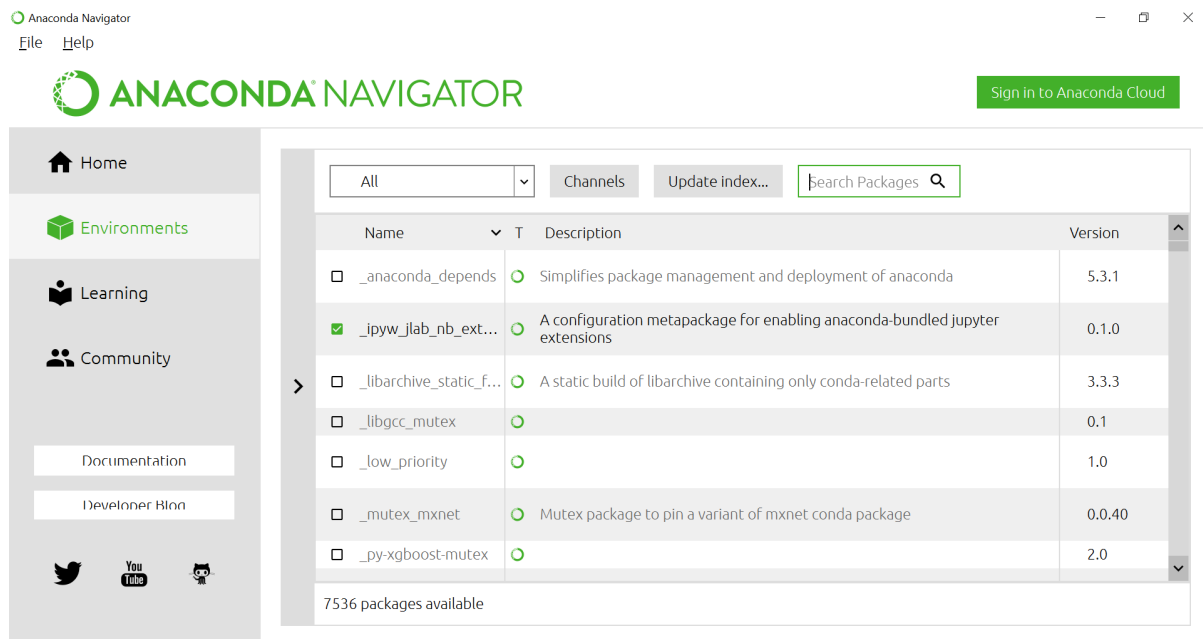 Anaconda Navigator
File Help
ANACONDA NAVIGATOR
Sign in to Anaconda Cloud
Home
Environments
Learning
Community
Documentation
Developer Blog
You
Tube
All Channels Update index... Search Packages
Name T Description Version
_anaconda_depends Simplifies package management and deployment of anaconda 5.3.1
_ipyw_jlab_nb_ext... A configuration metapackage for enabling anaconda-bundled jupyter
extensions 0.1.0
_libarchive_static_f... A static build of libarchive containing only conda-related parts 3.3.3
_libgcc_mutex 0.1
_low_priority 1.0
_mutex_mxnet Mutex package to pin a variant of mxnet conda package 0.0.40
_py-xgboost-mutex 2.0
7536 packages available